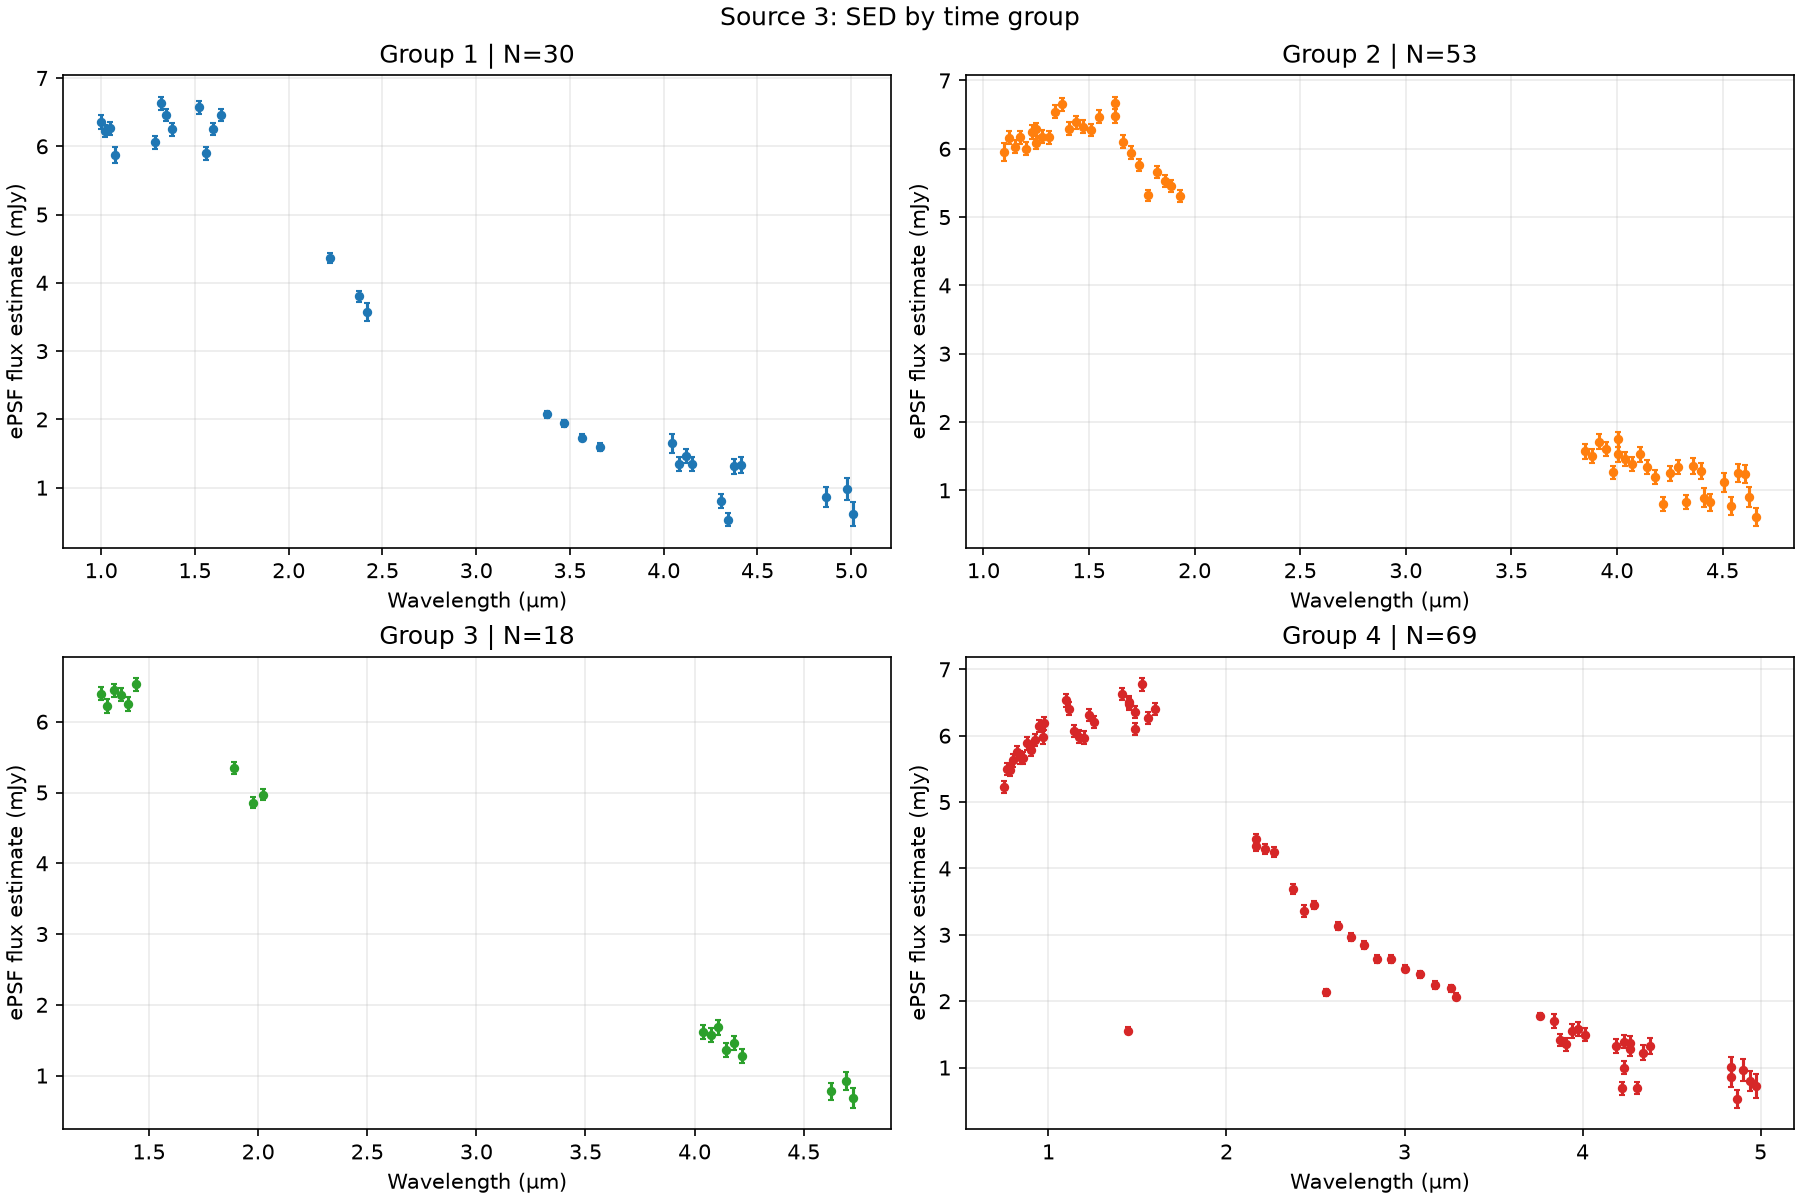 Source 3: SED by time group
Group 1 | N=30
7
6
5
4
3
2
1
ePSF flux estimate (mJy)
1.0 1.5 2.0 2.5 3.0 3.5 4.0 4.5 5.0
Wavelength (μm)
Group 2 | N=53
7
6
5
4
3
2
1
ePSF flux estimate (mJy)
1.0 1.5 2.0 2.5 3.0 3.5 4.0 4.5
Wavelength (μm)
Group 3 | N=18
6
5
4
3
2
1
ePSF flux estimate (mJy)
1.5 2.0 2.5 3.0 3.5 4.0 4.5
Wavelength (μm)
Group 4 | N=69
7
6
5
4
3
2
1
ePSF flux estimate (mJy)
1 2 3 4 5
Wavelength (μm)